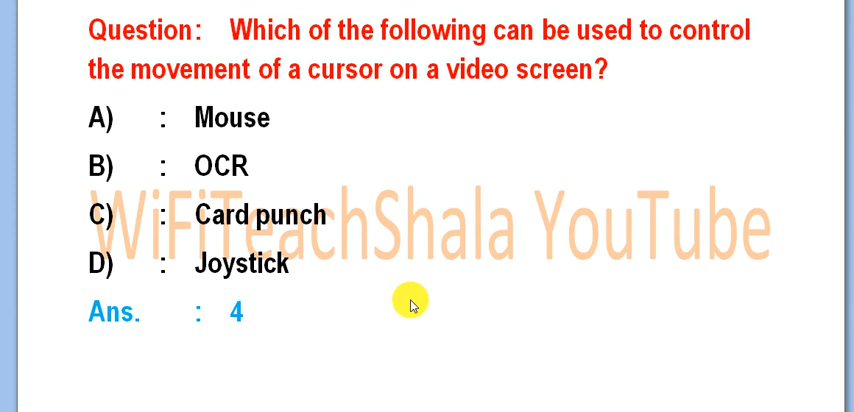 Question: Which of the following can be used to control
the movement of a cursor on a video screen?
A) : Mouse
B) : OCR
C) : Card punch
WiFiTeachShala YouTube
D) : Joystick
Ans. : 4